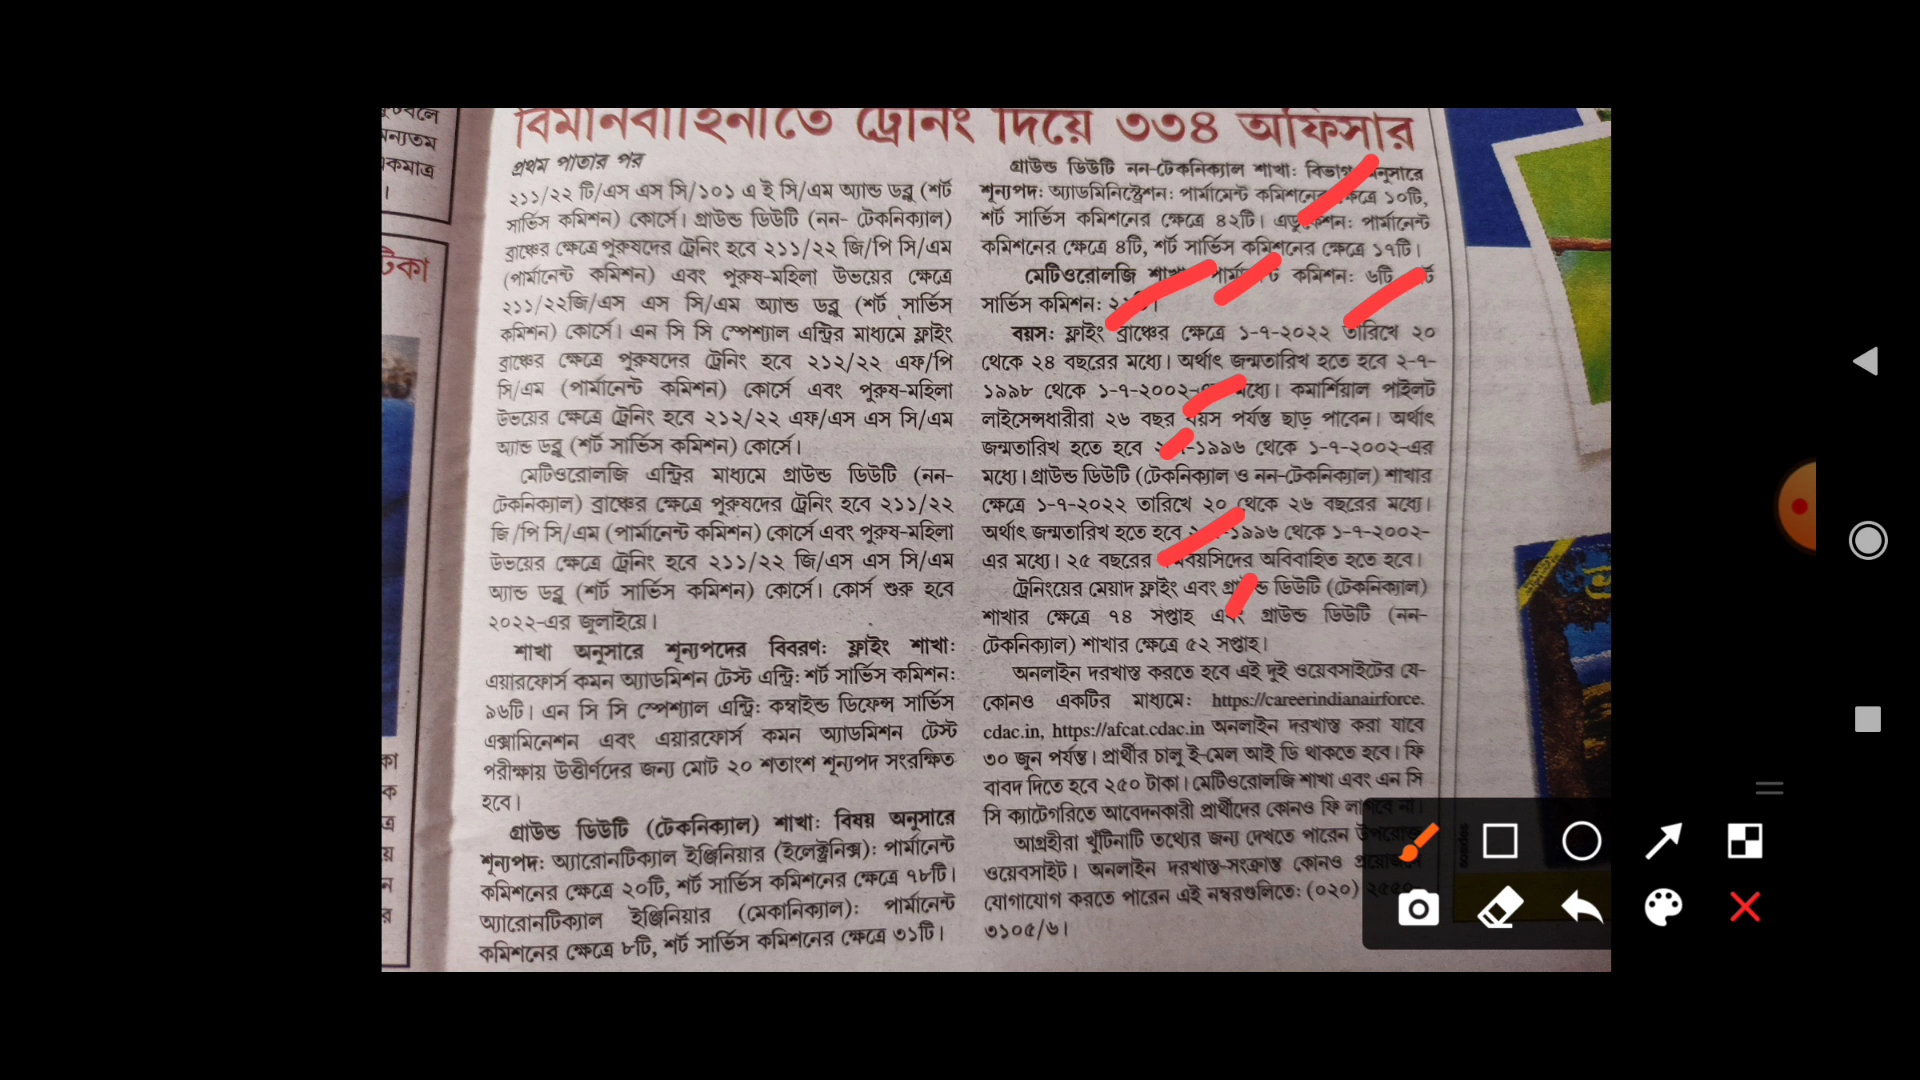 বিমানবাহিনীতে ট্রেনিং দিয়ে ৩৩৪ অফিসার
প্রথম পাতার পর
২১১/২২ টি/এস এস সি/১০১ এ ই সি/এম অ্যান্ড ডব্লু (শর্ট
সার্ভিস কমিশন) কোর্সে। গ্রাউন্ড ডিউটি (নন- টেকনিক্যাল)
ব্রাঞ্চের ক্ষেত্রে পুরুষদের ট্রেনিং হবে ২১১/২২ জি/পি সি/এম
(পার্মানেন্ট কমিশন) এবং পুরুষ-মহিলা উভয়ের ক্ষেত্রে
২১১/২২জি/এস এস সি/এম অ্যান্ড ডব্লু (শর্ট সার্ভিস
কমিশন) কোর্সে। এন সি সি স্পেশ্যাল এন্ট্রির মাধ্যমে ফ্লাইং
ব্রাঞ্চের ক্ষেত্রে পুরুষদের ট্রেনিং হবে ২১২/২২ এফ/পি
সি/এম (পার্মানেন্ট কমিশন) কোর্সে এবং পুরুষ-মহিলা
উভয়ের ক্ষেত্রে ট্রেনিং হবে ২১২/২২ এফ/এস এস সি/এম
অ্যান্ড ডব্লু (শর্ট সার্ভিস কমিশন) কোর্সে।
মেটিওরোলজি এন্ট্রির মাধ্যমে গ্রাউন্ড ডিউটি (নন-
টেকনিক্যাল) ব্রাঞ্চের ক্ষেত্রে পুরুষদের ট্রেনিং হবে ২১১/২২
জি/পি সি/এম (পার্মানেন্ট কমিশন) কোর্সে এবং পুরুষ-মহিলা
উভয়ের ক্ষেত্রে ট্রেনিং হবে ২১১/২২ জি/এস এস সি/এম
অ্যান্ড ডব্লু (শর্ট সার্ভিস কমিশন) কোর্সে। কোর্স শুরু হবে
২০২২-এর জুলাইয়ে।
শাখা অনুসারে শূন্যপদের বিবরণ: ফ্লাইং শাখা:
এয়ারফোর্স কমন অ্যাডমিশন টেস্ট এন্ট্রি: শর্ট সার্ভিস কমিশন:
৯৬টি। এন সি সি স্পেশ্যাল এন্ট্রি: কম্বাইন্ড ডিফেন্স সার্ভিস
এক্সামিনেশন এবং এয়ারফোর্স কমন অ্যাডমিশন টেস্ট
পরীক্ষায় উত্তীর্ণদের জন্য মোট ২০ শতাংশ শূন্যপদ সংরক্ষিত
হবে।
গ্রাউন্ড ডিউটি (টেকনিক্যাল) শাখা: বিষয় অনুসারে
শূন্যপদ: অ্যারোনটিক্যাল ইঞ্জিনিয়ার (ইলেক্ট্রনিক্স): পার্মানেন্ট
কমিশনের ক্ষেত্রে ২০টি, শর্ট সার্ভিস কমিশনের ক্ষেত্রে ৭৮টি।
অ্যারোনটিক্যাল ইঞ্জিনিয়ার (মেকানিক্যাল): পার্মানেন্ট
কমিশনের ক্ষেত্রে ৮টি, শর্ট সার্ভিস কমিশনের ক্ষেত্রে ৩১টি।
গ্রাউন্ড ডিউটি নন-টেকনিক্যাল শাখা: বিভাগ অনুসারে
শূন্যপদ: অ্যাডমিনিস্ট্রেশন: পার্মামেন্ট কমিশনের ক্ষেত্রে ১০টি,
শর্ট সার্ভিস কমিশনের ক্ষেত্রে ৪২টি। এডুকেশন: পার্মানেন্ট
কমিশনের ক্ষেত্রে ৪টি, শর্ট সার্ভিস কমিশনের ক্ষেত্রে ১৭টি।
মেটিওরোলজি শাখা: পার্মানেন্ট কমিশন: ৬টি শর্ট
সার্ভিস কমিশন:
বয়স: ফ্লাইং ব্রাঞ্চের ক্ষেত্রে ১-৭-২০২২ তারিখে ২০
থেকে ২৪ বছরের মধ্যে। অর্থাৎ জন্মতারিখ হতে হবে ২-৭-
১৯৯৮ থেকে ১-৭-২০০২-এর মধ্যে। কমার্শিয়াল পাইলট
লাইসেন্সধারীরা ২৬ বছর বয়স পর্যন্ত ছাড় পাবেন। অর্থাৎ
জন্মতারিখ হতে হবে ২-৭-১৯৯৬ থেকে ১-৭-২০০২-এর
মধ্যে। গ্রাউন্ড ডিউটি (টেকনিক্যাল ও নন-টেকনিক্যাল) শাখার
ক্ষেত্রে ১-৭-২০২২ তারিখে ২০ থেকে ২৬ বছরের মধ্যে।
অর্থাৎ জন্মতারিখ হতে হবে ২-৭-১৯৯৬ থেকে ১-৭-২০০২-
এর মধ্যে। ২৫ বছরের কমবয়সিদের অবিবাহিত হতে হবে।
ট্রেনিংয়ের মেয়াদ ফ্লাইং এবং গ্রাউন্ড ডিউটি (টেকনিক্যাল)
শাখার ক্ষেত্রে ৭৪ সপ্তাহ এবং গ্রাউন্ড ডিউটি (নন-
টেকনিক্যাল) শাখার ক্ষেত্রে ৫২ সপ্তাহ।
অনলাইন দরখাস্ত করতে হবে এই দুই ওয়েবসাইটের যে-
কোনও একটির মাধ্যমে: https://careerindianairforce.
cdac.in, https://afcat.cdac.in অনলাইন দরখাস্ত করা যাবে
৩০ জুন পর্যন্ত। প্রার্থীর চালু ই-মেল আই ডি থাকতে হবে। ফি
বাবদ দিতে হবে ২৫০ টাকা। মেটিওরোলজি শাখা এবং এন সি
সি ক্যাটেগরিতে আবেদনকারী প্রার্থীদের কোনও ফি লাগবে না।
আগ্রহীরা খুঁটিনাটি তথ্যের জন্য দেখতে পারেন উপরোক্ত
ওয়েবসাইট। অনলাইন দরখাস্ত-সংক্রান্ত কোনও প্রয়োজনে
যোগাযোগ করতে পারেন এই নম্বরগুলিতে: (০২০)
৩১০৫/৬।